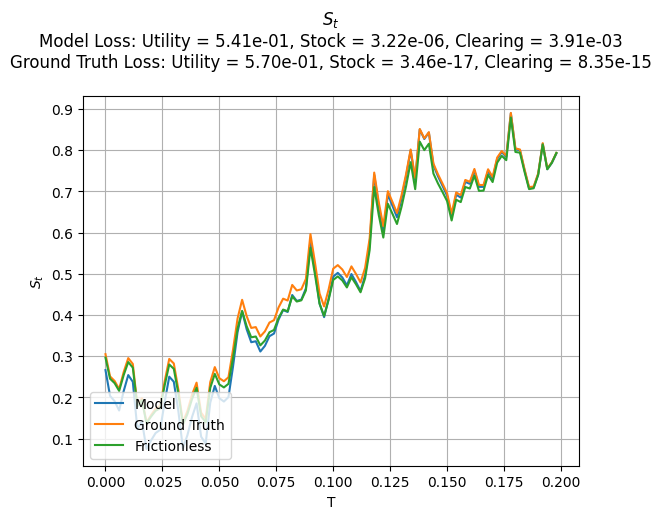 S_t
Model Loss: Utility = 5.41e-01, Stock = 3.22e-06, Clearing = 3.91e-03
Ground Truth Loss: Utility = 5.70e-01, Stock = 3.46e-17, Clearing = 8.35e-15
0.9
0.8
0.7
0.6
0.5
0.4
0.3
0.2
0.1
S_t
Model
Ground Truth
Frictionless
0.000 0.025 0.050 0.075 0.100 0.125 0.150 0.175 0.200
T